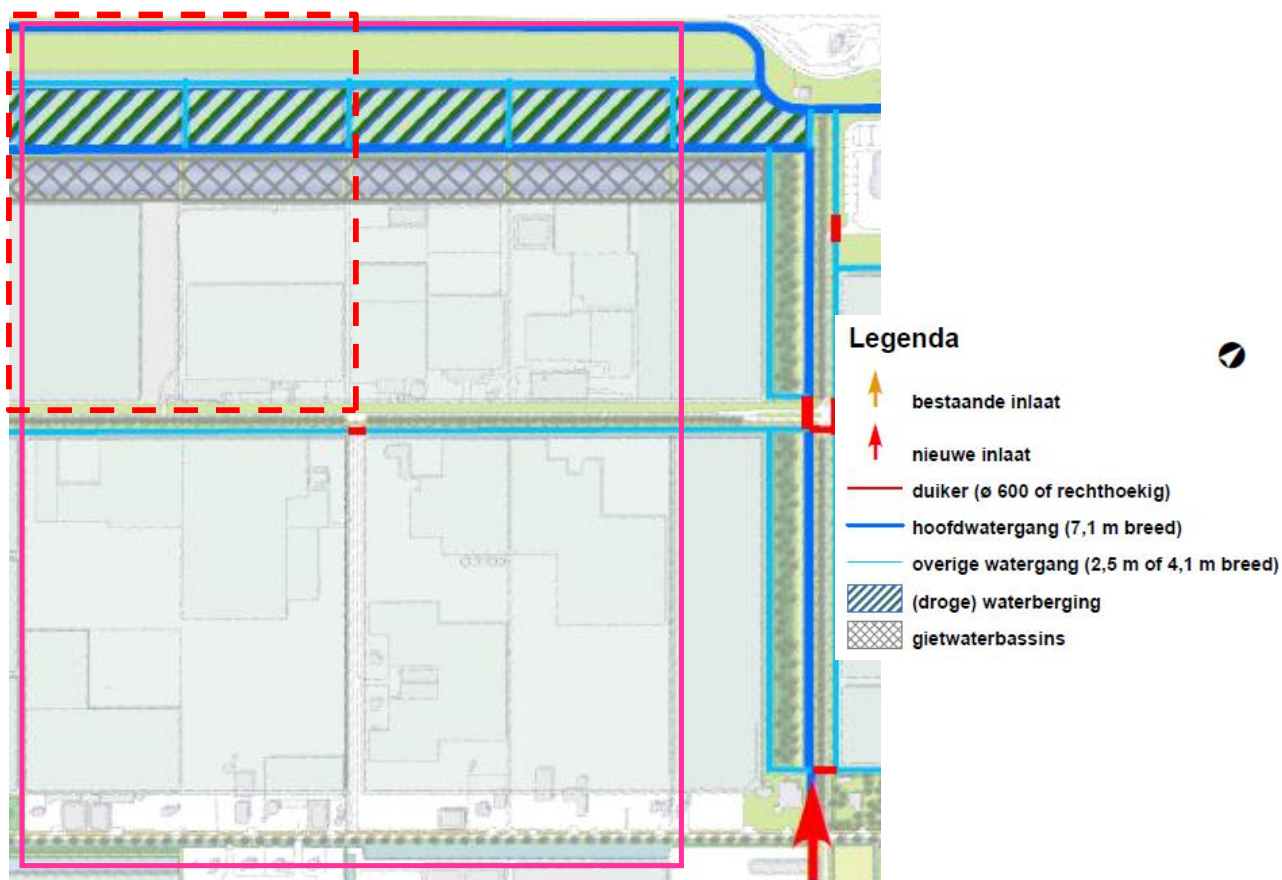 Legenda
bestaande inlaat
nieuwe inlaat
duiker (ø 600 of rechthoekig)
hoofdwatergang (7,1 m breed)
overige watergang (2,5 m of 4,1 m breed)
(droge) waterberging
gietwaterbassins